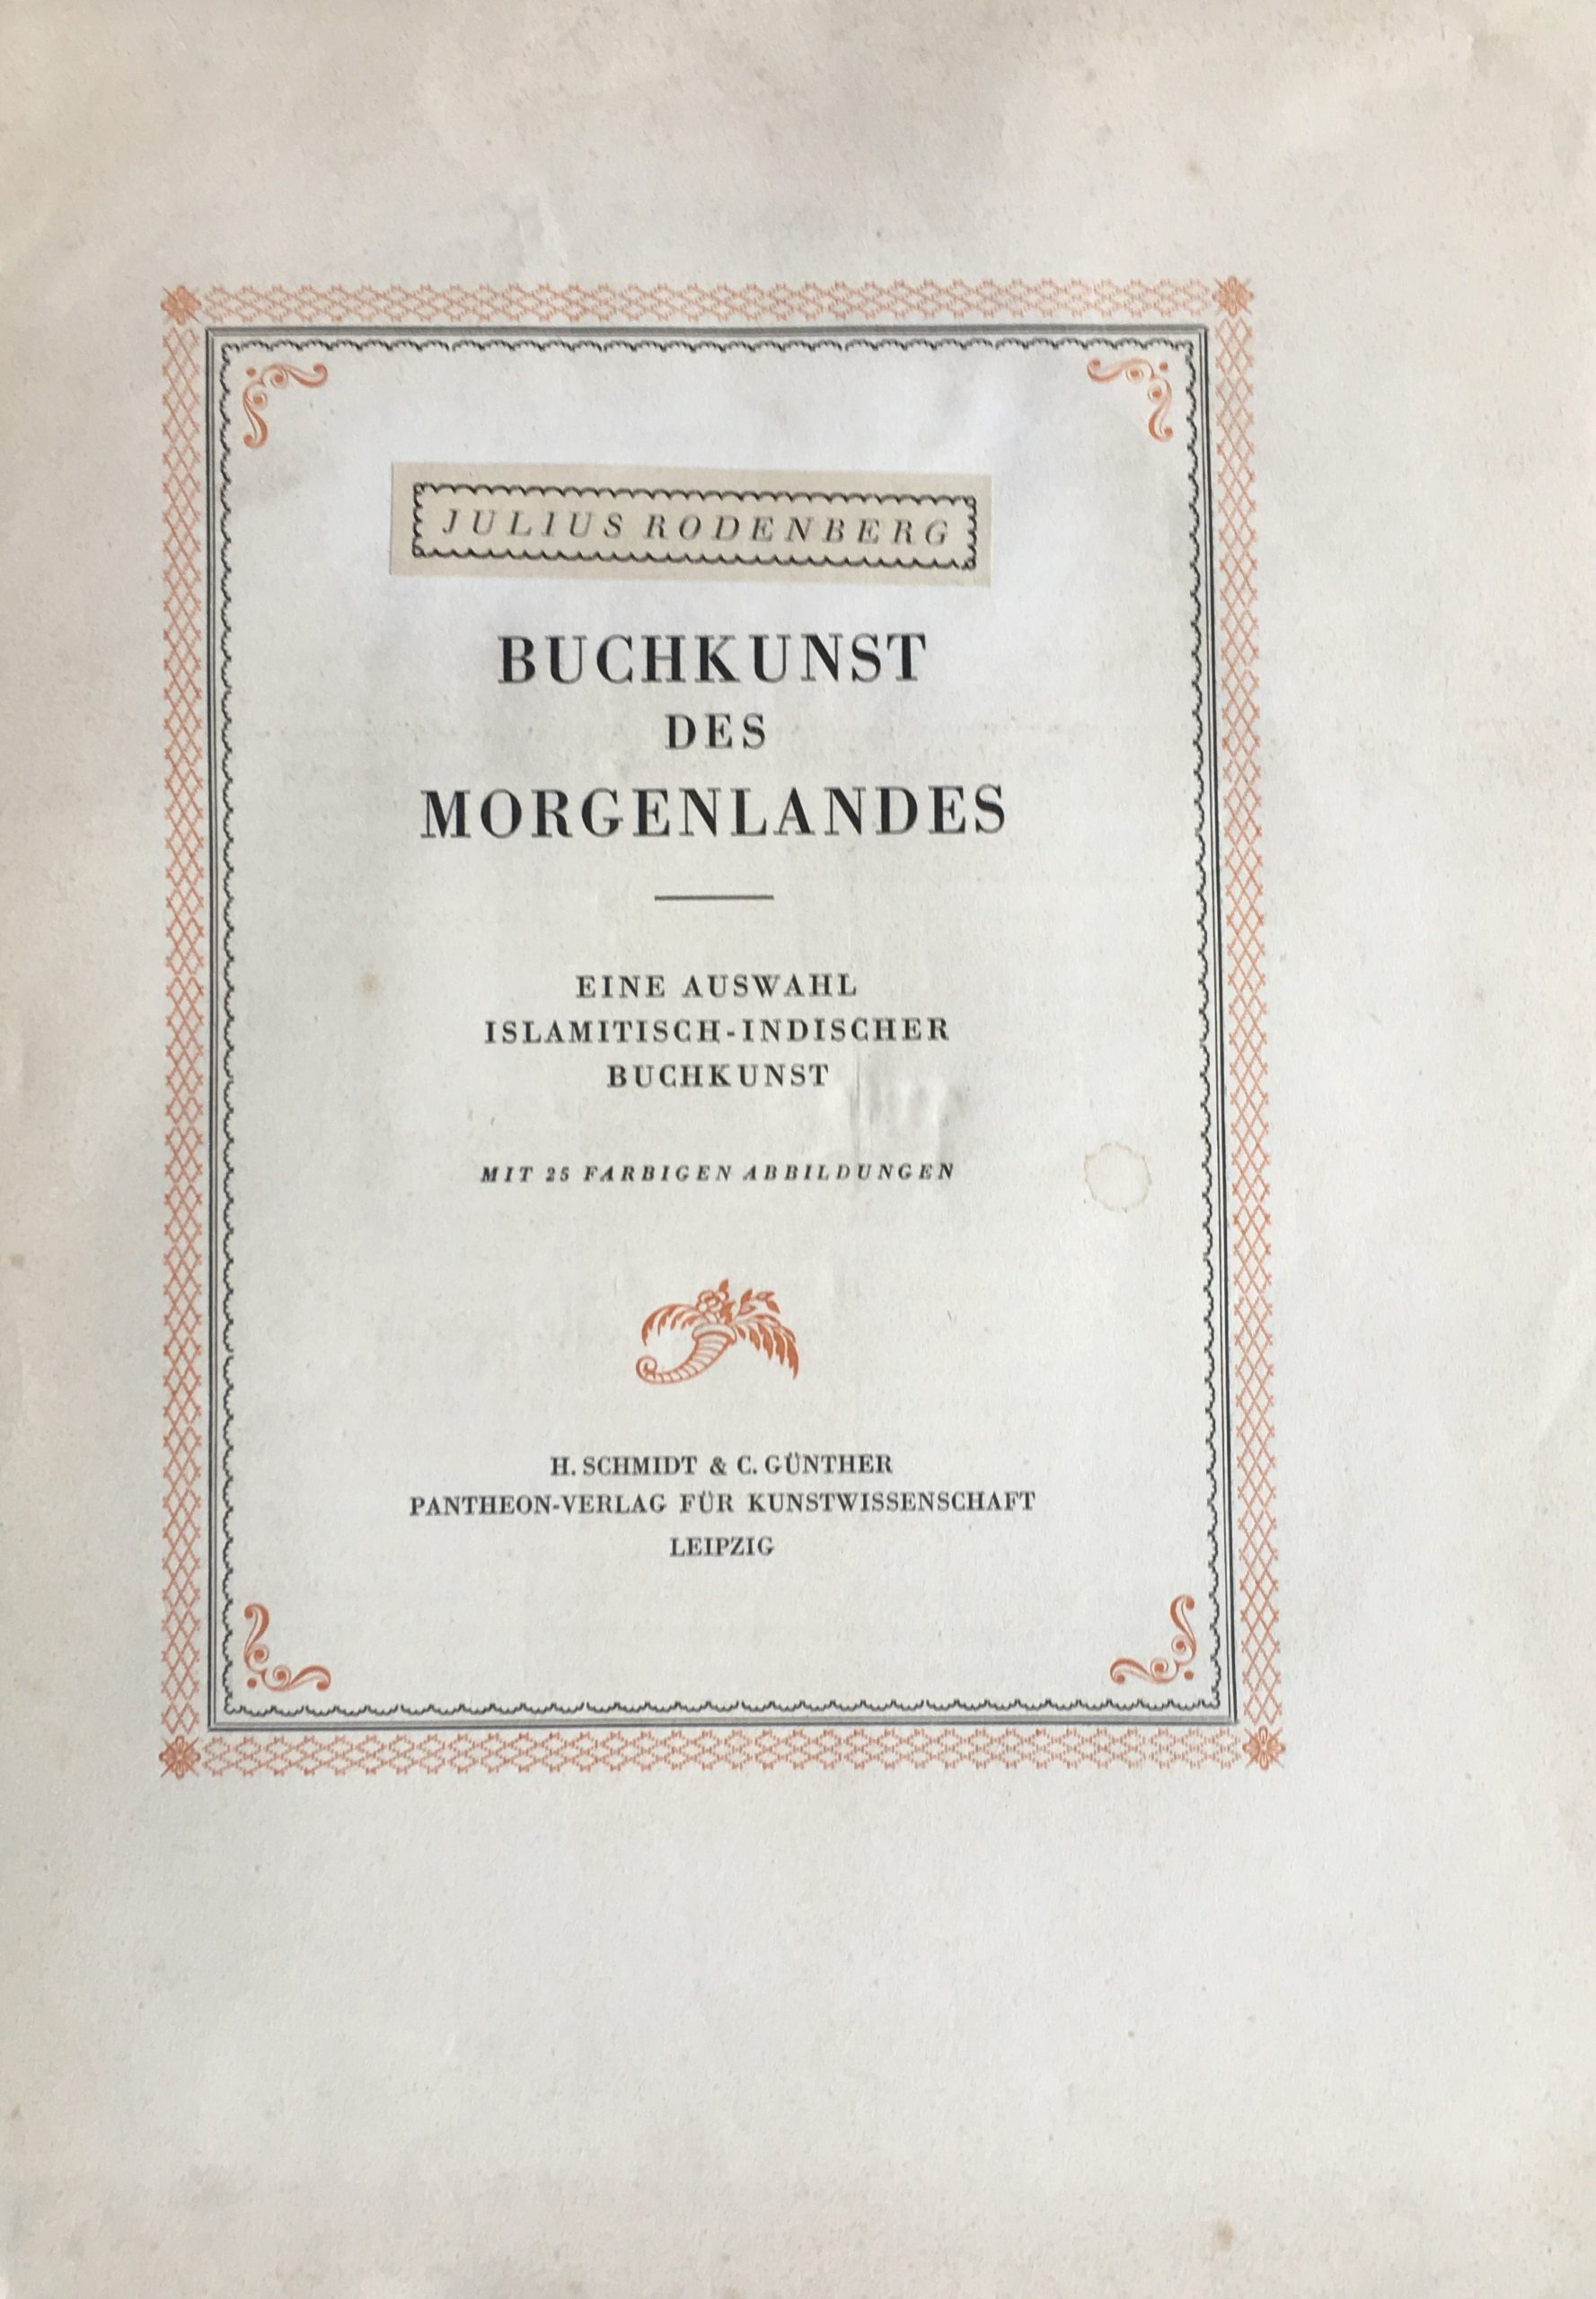 JULIUS RODENBERG
BUCHKUNST
DES
MORGENLANDES
EINE AUSWAHL
ISLAMITISCH-INDISCHER
BUCHKUNST
MIT 25 FARBIGEN ABBILDUNGEN
H. SCHMIDT & C. GÜNTHER
PANTHEON-VERLAG FÜR KUNSTWISSENSCHAFT
LEIPZIG